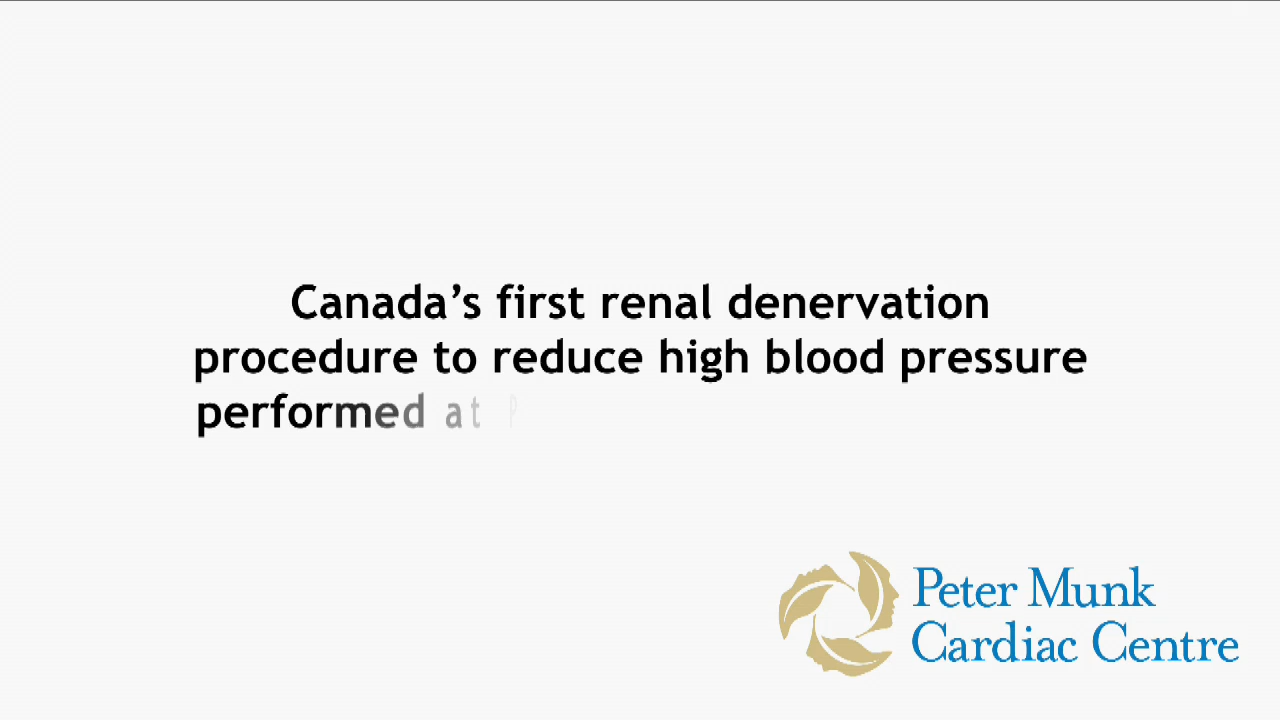 Canada’s first renal denervation
procedure to reduce high blood pressure
performed at
Peter Munk
Cardiac Centre